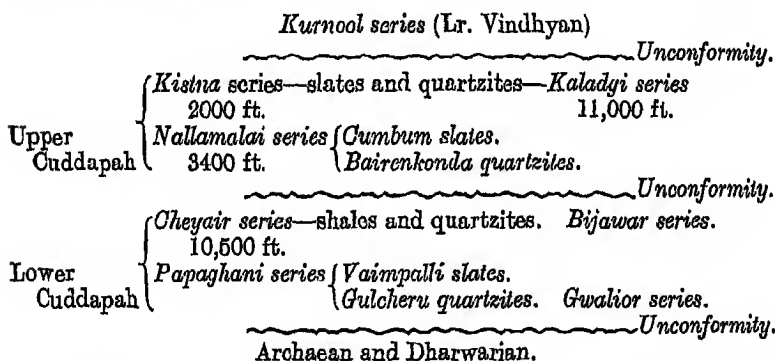 Kurnool series (Lr. Vindhyan)
Unconformity.
Kistna series—slates and quartzites—Kaladgi series
2000 ft. 11,000 ft.
Upper Nallamalai series Cumbum slates.
Cuddapah 3400 ft. Bairenkonda quartzites.
Unconformity.
Cheyair series—shales and quartzites. Bijawar series.
10,500 ft.
Lower Papaghani series Vaimpalli slates.
Cuddapah Gulcheru quartzites. Gwalior series.
Unconformity.
Archaean and Dharwarian.